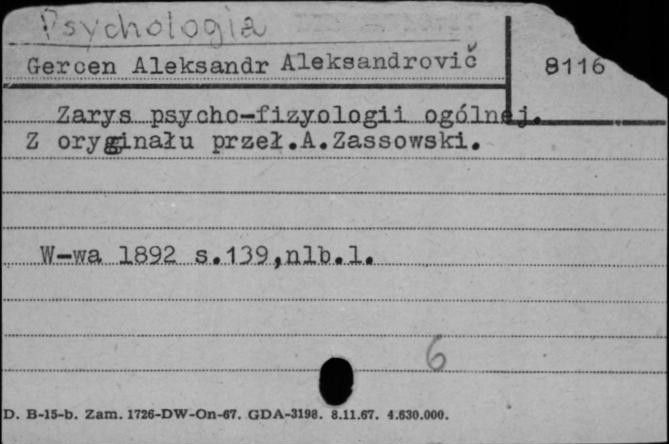 Psychologia
Gercen Aleksandr Aleksandrovič
8116
Zarys psycho-fizyologii ogólnej.
Z oryginału przeł.A.Zassowski.
W-wa 1892 s.139,nlb.1.
6
D. B-15-b. Zam. 1726-DW-On-67. GDA-3198. 8.11.67. 4.630.000.